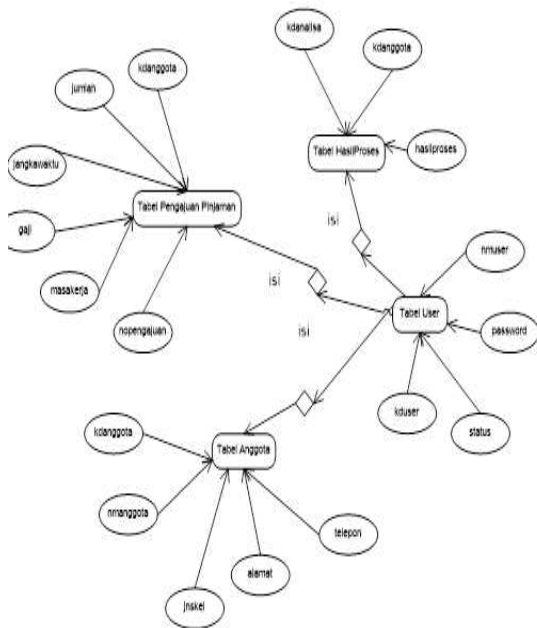 kdanalisa
kdanggota
kdanggota
jumlah
hasilproses
Tabel HasilProses
jangkawaktu
Tabel Pengajuan Pinjaman
gaji
isi
nmuser
masakerja
isi
nopengajuan
isi
Tabel User
password
kduser
status
kdanggota
Tabel Anggota
nmanggota
telepon
alamat
jnskel